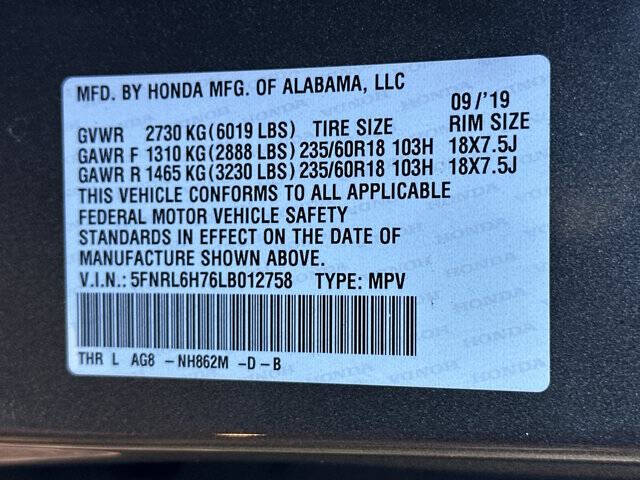 MFD. BY HONDA MFG. OF ALABAMA, LLC
09/'19
GVWR 2730 KG(6019 LBS) TIRE SIZE RIM SIZE
GAWR F 1310 KG(2888 LBS) 235/60R18 103H 18X7.5J
GAWR R 1465 KG(3230 LBS) 235/60R18 103H 18X7.5J
THIS VEHICLE CONFORMS TO ALL APPLICABLE
FEDERAL MOTOR VEHICLE SAFETY
STANDARDS IN EFFECT ON THE DATE OF
MANUFACTURE SHOWN ABOVE.
V.I.N.: 5FNRL6H76LB012758 TYPE: MPV
THR L AG8 -NH862M -D-B